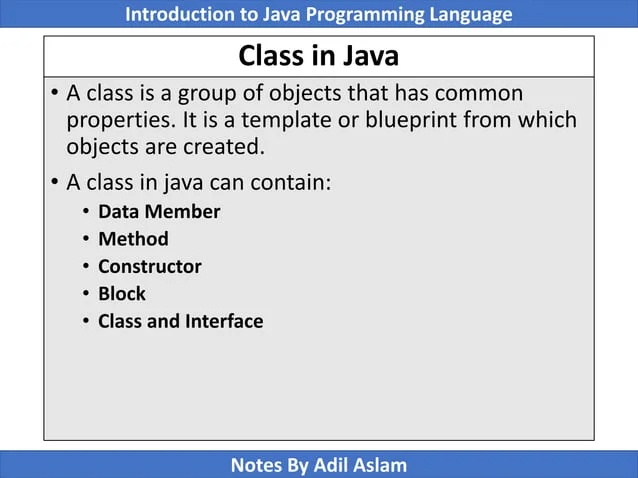 Introduction to Java Programming Language
Class in Java
• A class is a group of objects that has common
properties. It is a template or blueprint from which
objects are created.
• A class in java can contain:
• Data Member
• Method
• Constructor
• Block
• Class and Interface
Notes By Adil Aslam